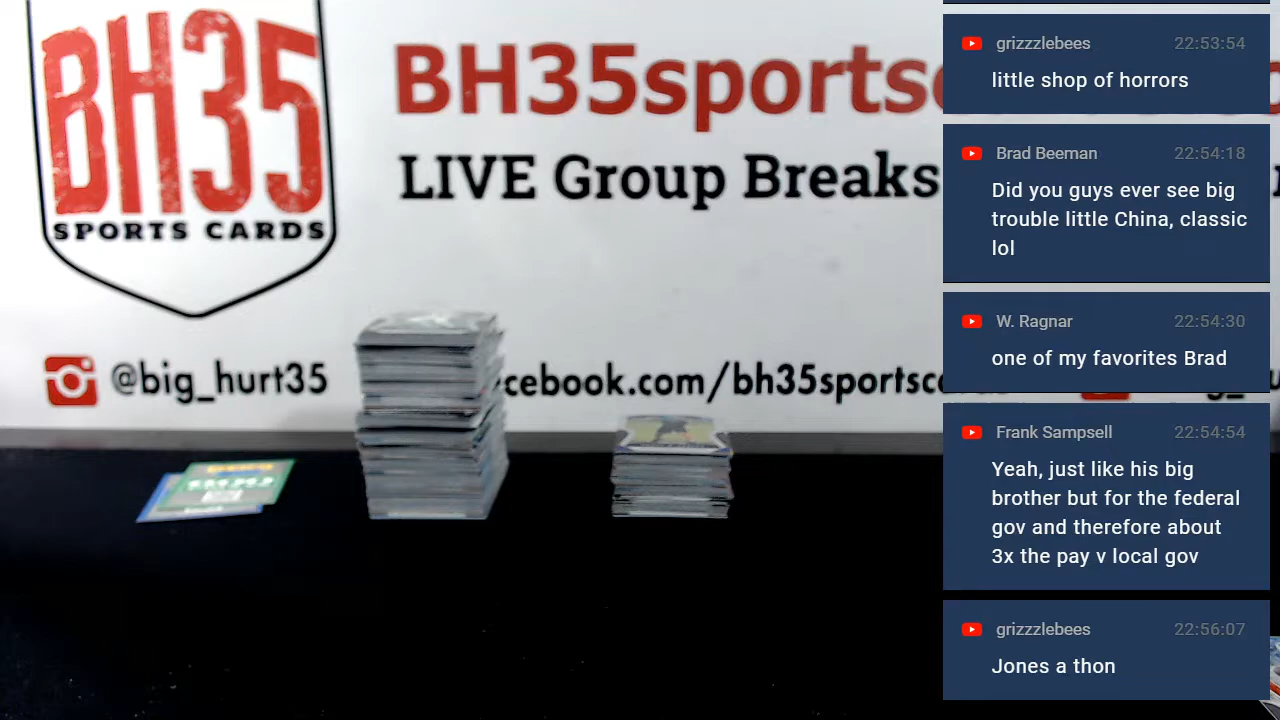 BH35
SPORTS CARDS
BH35sports
LIVE Group Breaks
@big_hurt35
cebook.com/bh35sportsc
grizzzlebees 22:53:54
little shop of horrors
Brad Beeman 22:54:18
Did you guys ever see big
trouble little China, classic
lol
W. Ragnar 22:54:30
one of my favorites Brad
Frank Sampsell 22:54:54
Yeah, just like his big
brother but for the federal
gov and therefore about
3x the pay v local gov
grizzzlebees 22:56:07
Jones a thon